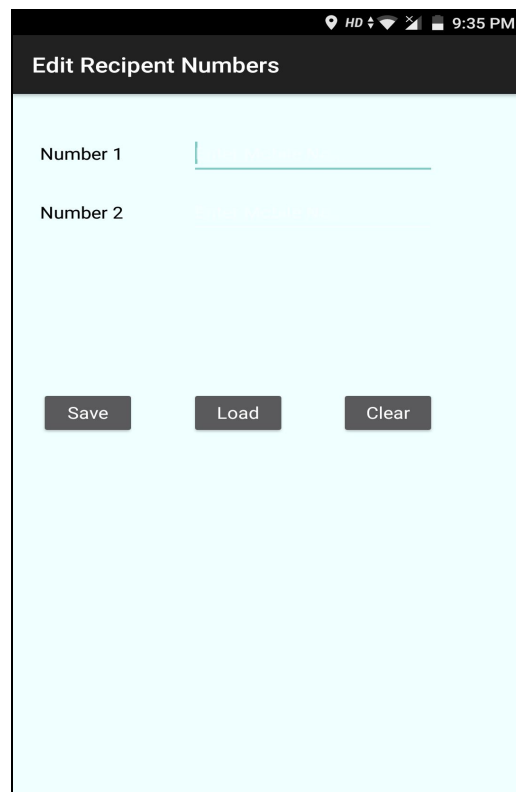 HD 9:35 PM
Edit Recipent Numbers
Number 1
Number 2
Save Load Clear